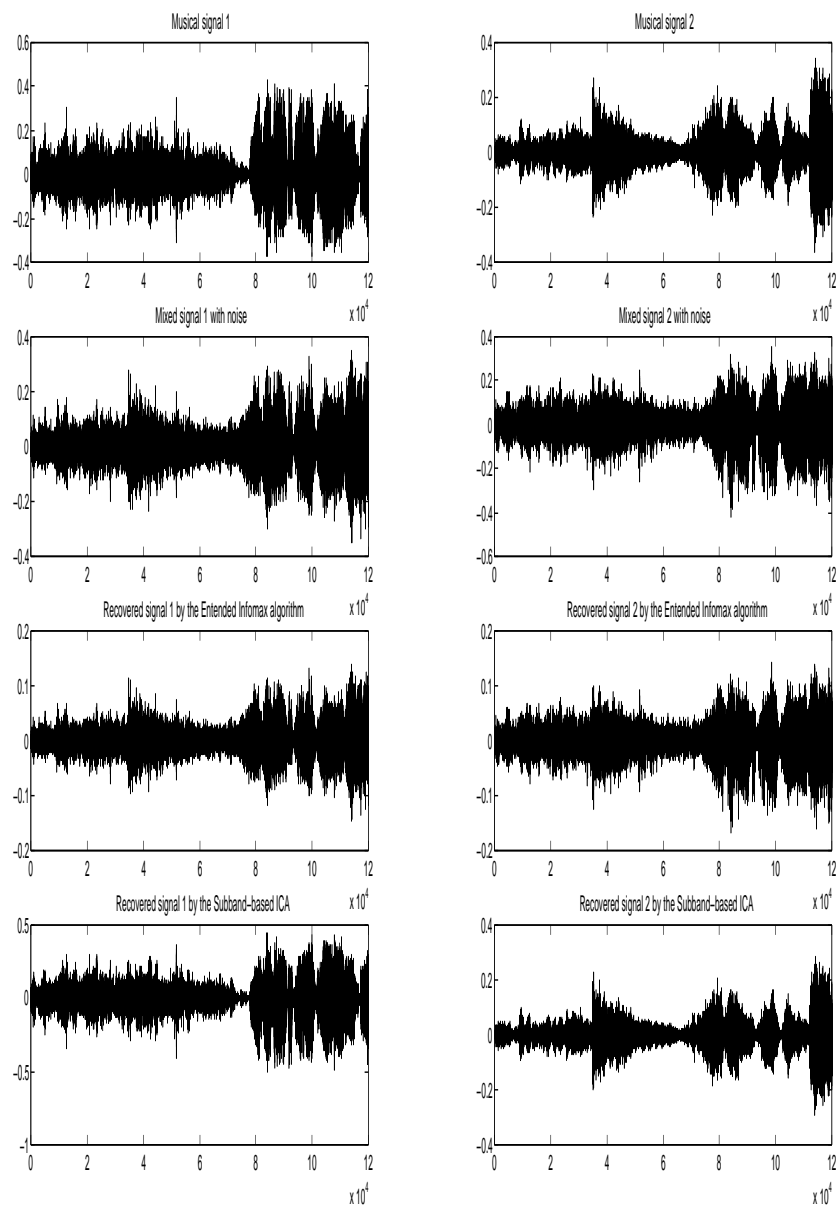 Musical signal 1
0.6
0.4
0.2
0
−0.2
−0.4
0 2 4 6 8 10 12
x 10^4
Musical signal 2
0.4
0.2
0
−0.2
−0.4
0 2 4 6 8 10 12
x 10^4
Mixed signal 1 with noise
0.4
0.2
0
−0.2
−0.4
0 2 4 6 8 10 12
x 10^4
Mixed signal 2 with noise
0.4
0.2
0
−0.2
−0.4
−0.6
0 2 4 6 8 10 12
x 10^4
Recovered signal 1 by the Entended Infomax algorithm
0.2
0.1
0
−0.1
−0.2
0 2 4 6 8 10 12
x 10^4
Recovered signal 2 by the Entended Infomax algorithm
0.2
0.1
0
−0.1
−0.2
0 2 4 6 8 10 12
x 10^4
Recovered signal 1 by the Subband−based ICA
0.5
0
−0.5
−1
0 2 4 6 8 10 12
x 10^4
Recovered signal 2 by the Subband−based ICA
0.4
0.2
0
−0.2
−0.4
0 2 4 6 8 10 12
x 10^4